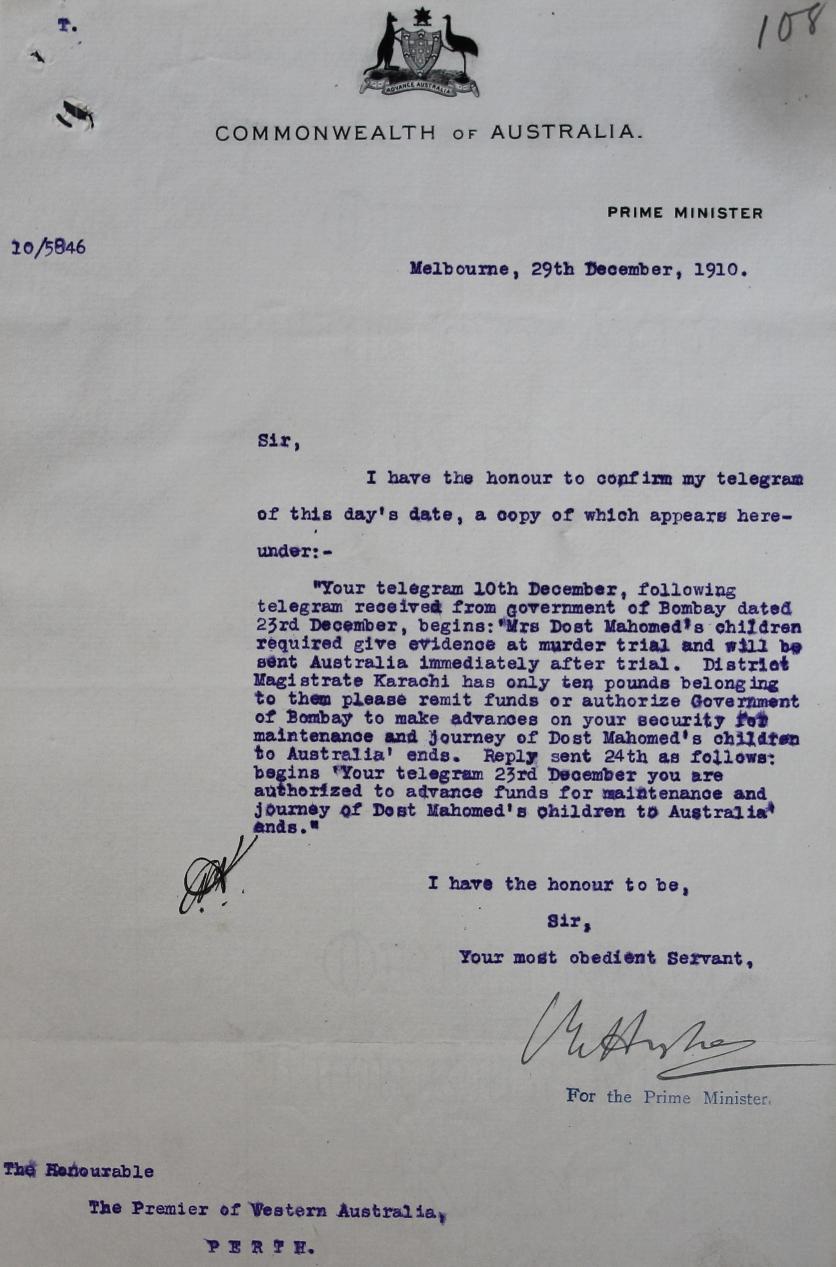 T.
108
ADVANCE AUSTRALIA
COMMONWEALTH OF AUSTRALIA.
PRIME MINISTER
10/5846
Melbourne, 29th December, 1910.
Sir,
I have the honour to confirm my telegram
of this day's date, a copy of which appears here-
under:-
"Your telegram 10th December, following
telegram received from government of Bombay dated
23rd December, begins: "Mrs Dost Mahomed's children
required give evidence at murder trial and will be
sent Australia immediately after trial. District
Magistrate Karachi has only ten pounds belonging
to them please remit funds or authorize Government
of Bombay to make advances on your security for
maintenance and journey of Dost Mahomed's children
to Australia' ends. Reply sent 24th as follows:
begins 'Your telegram 23rd December you are
authorized to advance funds for maintenance and
journey of Dost Mahomed's children to Australia'
ends."
I have the honour to be,
Sir,
Your most obedient Servant,
For the Prime Minister.
The Honourable
The Premier of Western Australia,
PERTH.